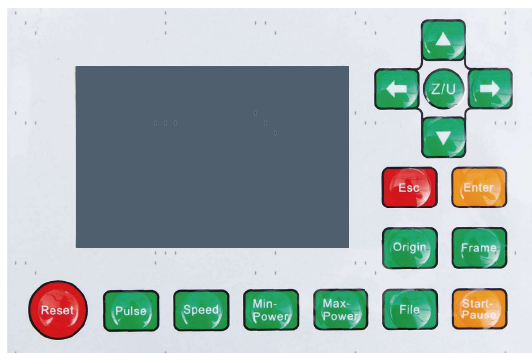 Z/U
Esc
Enter
Origin
Frame
Reset
Pulse
Speed
Min-
Power
Max-
Power
File
Start-
Pause